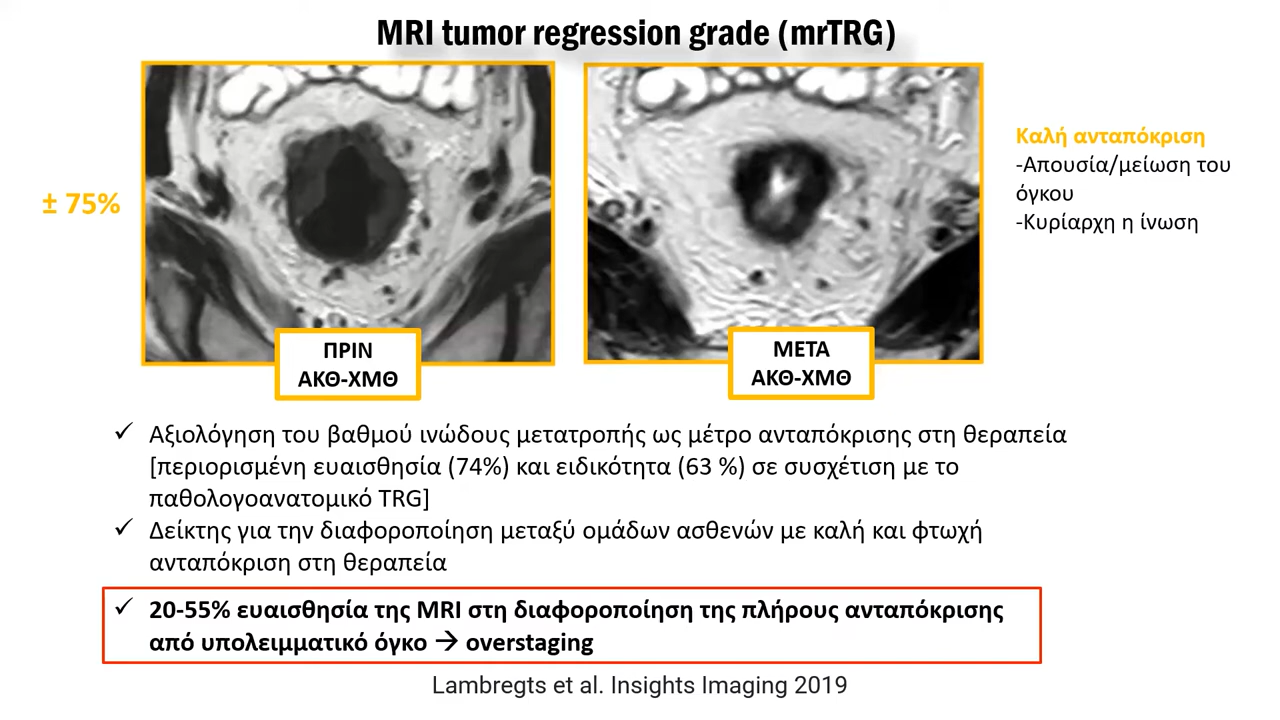 MRI tumor regression grade (mrTRG)
± 75%
ΠΡΙΝ
ΑΚΘ-ΧΜΘ
ΜΕΤΑ
ΑΚΘ-ΧΜΘ
Καλή ανταπόκριση
-Απουσία/μείωση του
όγκου
-Κυρίαρχη η ίνωση
✓ Αξιολόγηση του βαθμού ινώδους μετατροπής ως μέτρο ανταπόκρισης στη θεραπεία
[περιορισμένη ευαισθησία (74%) και ειδικότητα (63 %) σε συσχέτιση με το
παθολογοανατομικό TRG]
✓ Δείκτης για την διαφοροποίηση μεταξύ ομάδων ασθενών με καλή και φτωχή
ανταπόκριση στη θεραπεία
✓ 20-55% ευαισθησία της MRI στη διαφοροποίηση της πλήρους ανταπόκρισης
από υπολειμματικό όγκο → overstaging
Lambregts et al. Insights Imaging 2019